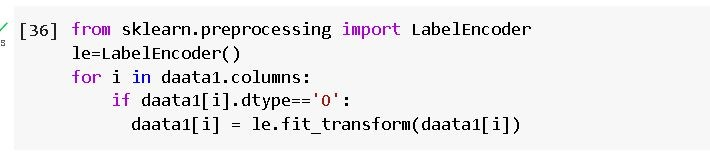 [36] from sklearn.preprocessing import LabelEncoder
le=LabelEncoder()
for i in daata1.columns:
    if daata1[i].dtype=='O':
      daata1[i] = le.fit_transform(daata1[i])
s